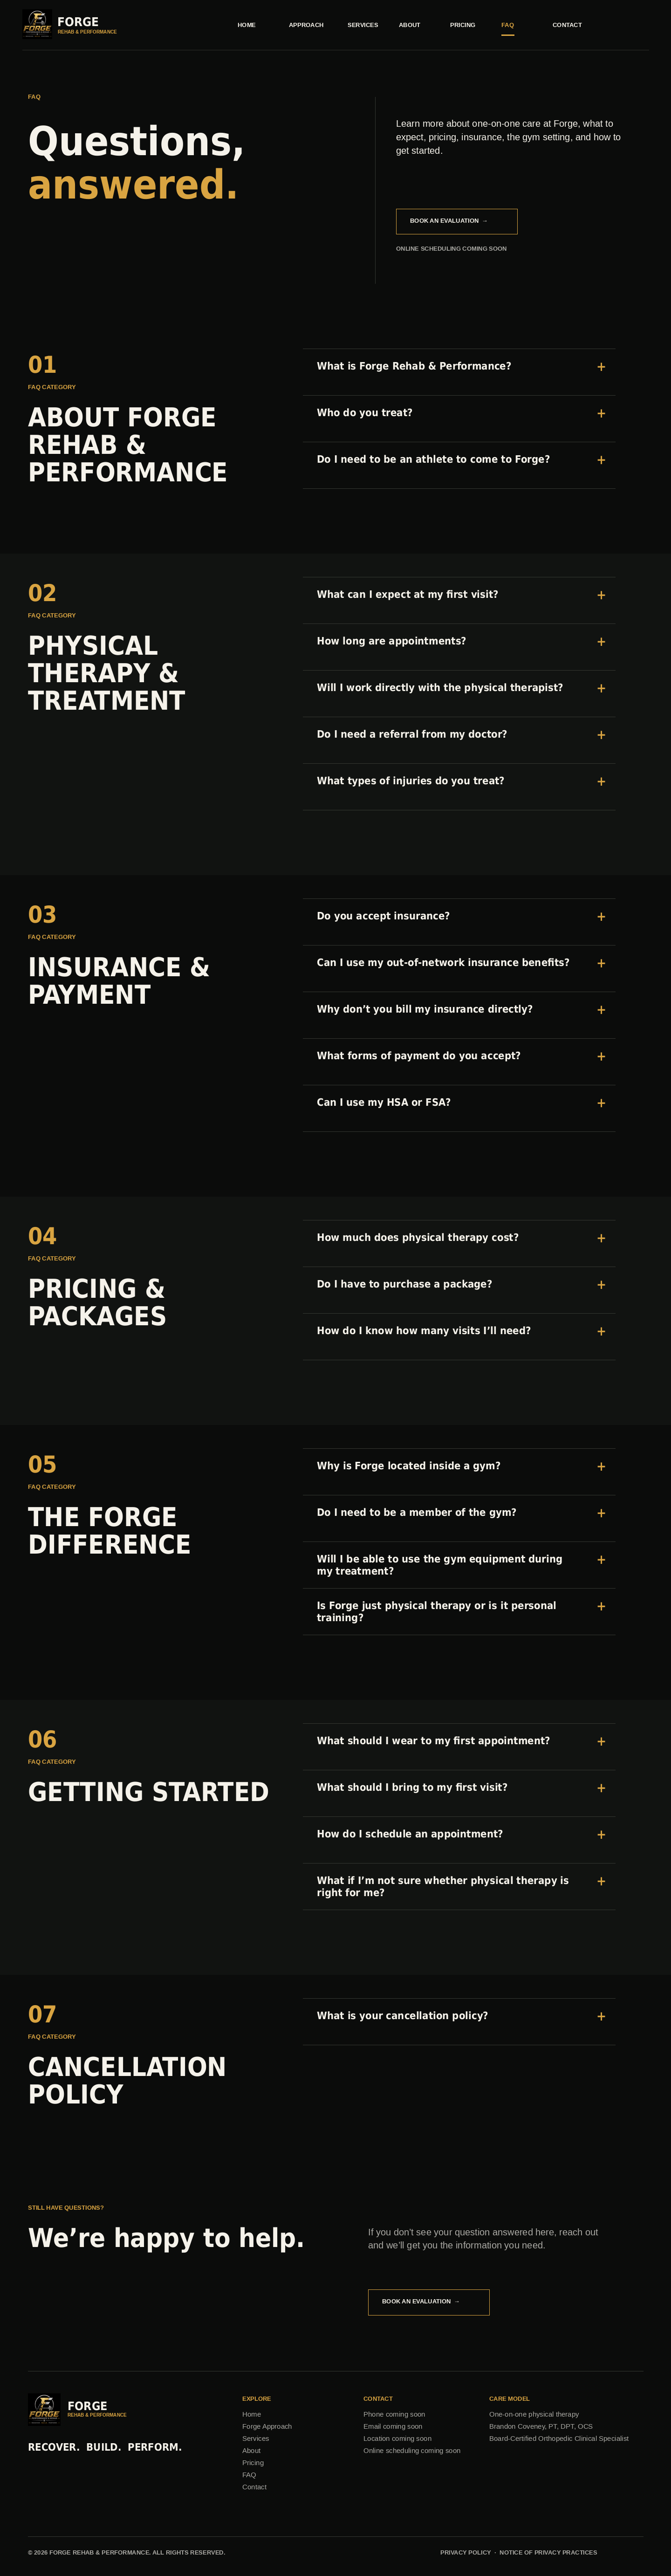 FORGE
FORGE
REHAB & PERFORMANCE
HOME APPROACH SERVICES ABOUT PRICING FAQ CONTACT
FAQ
Questions,
answered.
Learn more about one-on-one care at Forge, what to
expect, pricing, insurance, the gym setting, and how to
get started.
BOOK AN EVALUATION →
ONLINE SCHEDULING COMING SOON
01
FAQ CATEGORY
ABOUT FORGE
REHAB &
PERFORMANCE
What is Forge Rehab & Performance? +
Who do you treat? +
Do I need to be an athlete to come to Forge? +
02
FAQ CATEGORY
PHYSICAL
THERAPY &
TREATMENT
What can I expect at my first visit? +
How long are appointments? +
Will I work directly with the physical therapist? +
Do I need a referral from my doctor? +
What types of injuries do you treat? +
03
FAQ CATEGORY
INSURANCE &
PAYMENT
Do you accept insurance? +
Can I use my out-of-network insurance benefits? +
Why don’t you bill my insurance directly? +
What forms of payment do you accept? +
Can I use my HSA or FSA? +
04
FAQ CATEGORY
PRICING &
PACKAGES
How much does physical therapy cost? +
Do I have to purchase a package? +
How do I know how many visits I’ll need? +
05
FAQ CATEGORY
THE FORGE
DIFFERENCE
Why is Forge located inside a gym? +
Do I need to be a member of the gym? +
Will I be able to use the gym equipment during +
my treatment?
Is Forge just physical therapy or is it personal +
training?
06
FAQ CATEGORY
GETTING STARTED
What should I wear to my first appointment? +
What should I bring to my first visit? +
How do I schedule an appointment? +
What if I’m not sure whether physical therapy is +
right for me?
07
FAQ CATEGORY
CANCELLATION
POLICY
What is your cancellation policy? +
STILL HAVE QUESTIONS?
We’re happy to help.
If you don’t see your question answered here, reach out
and we’ll get you the information you need.
BOOK AN EVALUATION →
FORGE
FORGE
REHAB & PERFORMANCE
RECOVER. BUILD. PERFORM.
EXPLORE
Home
Forge Approach
Services
About
Pricing
FAQ
Contact
CONTACT
Phone coming soon
Email coming soon
Location coming soon
Online scheduling coming soon
CARE MODEL
One-on-one physical therapy
Brandon Coveney, PT, DPT, OCS
Board-Certified Orthopedic Clinical Specialist
© 2026 FORGE REHAB & PERFORMANCE. ALL RIGHTS RESERVED.
PRIVACY POLICY · NOTICE OF PRIVACY PRACTICES